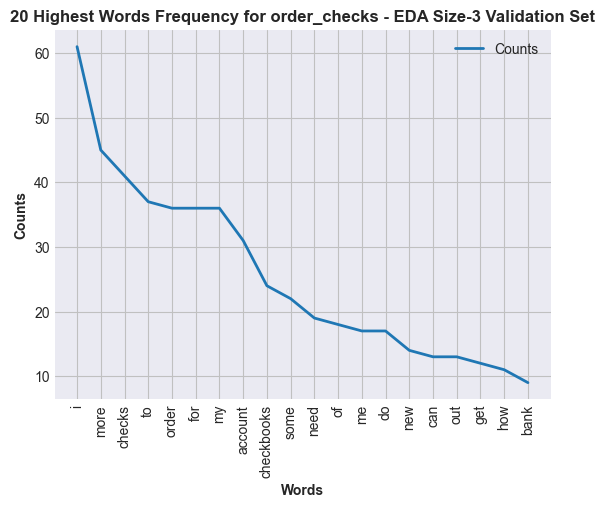 20 Highest Words Frequency for order_checks - EDA Size-3 Validation Set
Counts
60
50
40
30
20
10
Counts
i
more
checks
to
order
for
my
account
checkbooks
some
need
of
me
do
new
can
out
get
how
bank
Words